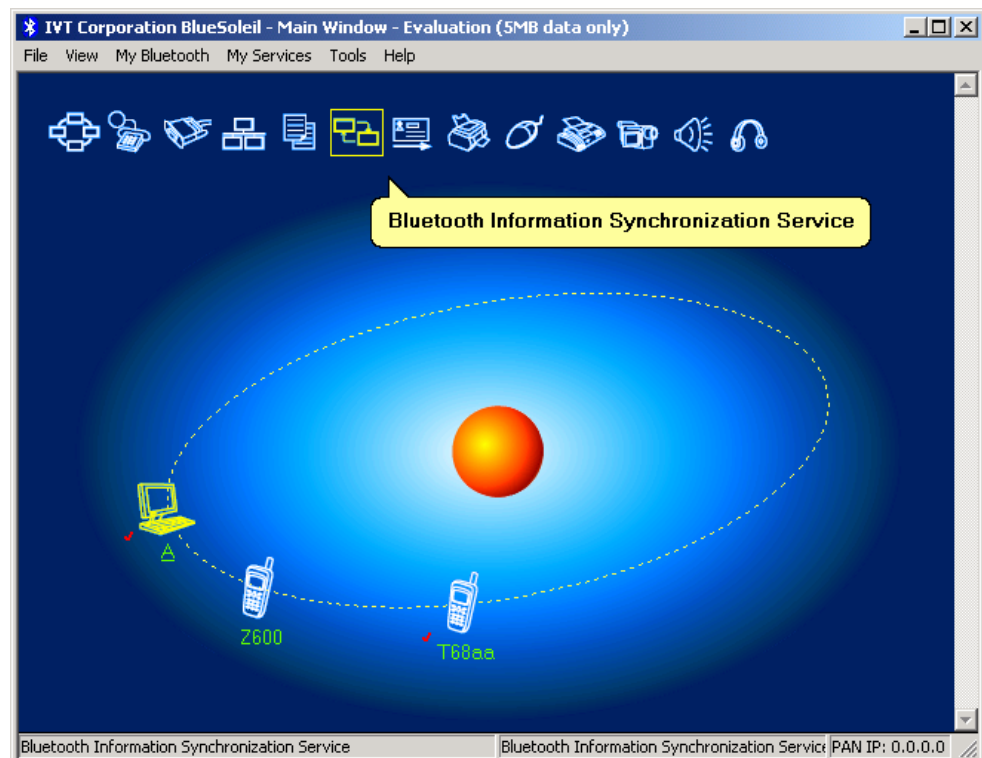 IVT Corporation BlueSoleil - Main Window - Evaluation (5MB data only)
File View My Bluetooth My Services Tools Help
Bluetooth Information Synchronization Service
A
Z600
T68aa
Bluetooth Information Synchronization Service Bluetooth Information Synchronization Service PAN IP: 0.0.0.0